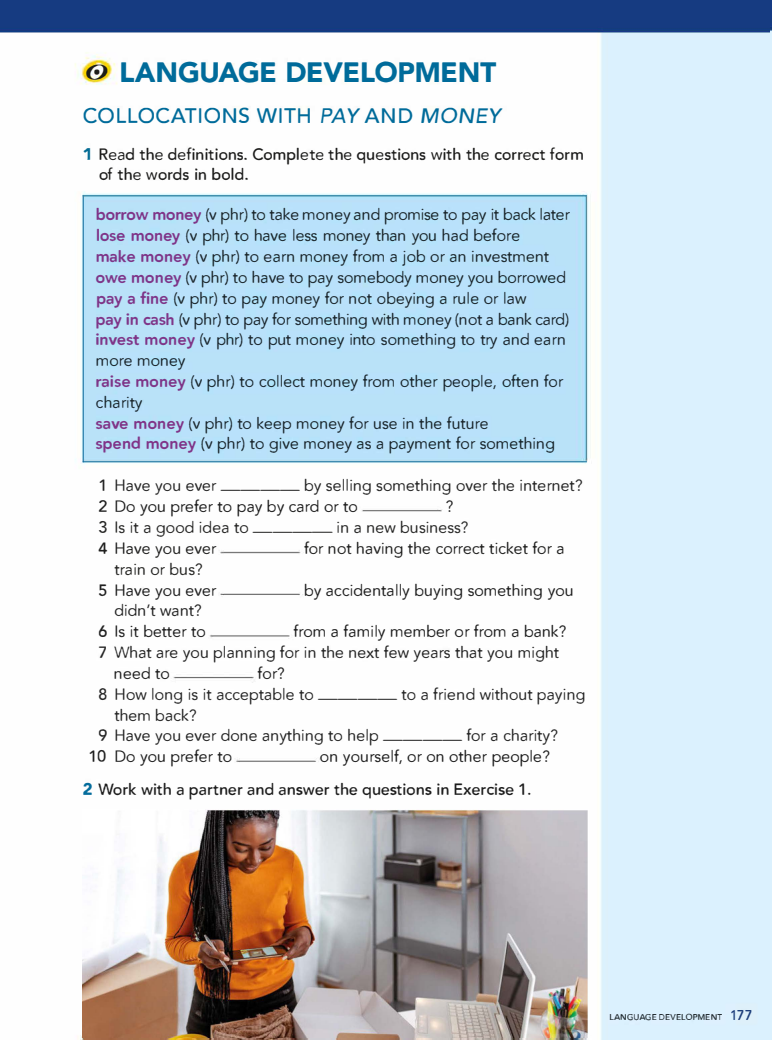 LANGUAGE DEVELOPMENT
COLLOCATIONS WITH PAY AND MONEY
1 Read the definitions. Complete the questions with the correct form
of the words in bold.
borrow money (v phr) to take money and promise to pay it back later
lose money (v phr) to have less money than you had before
make money (v phr) to earn money from a job or an investment
owe money (v phr) to have to pay somebody money you borrowed
pay a fine (v phr) to pay money for not obeying a rule or law
pay in cash (v phr) to pay for something with money (not a bank card)
invest money (v phr) to put money into something to try and earn
more money
raise money (v phr) to collect money from other people, often for
charity
save money (v phr) to keep money for use in the future
spend money (v phr) to give money as a payment for something
1 Have you ever __________ by selling something over the internet?
2 Do you prefer to pay by card or to __________ ?
3 Is it a good idea to __________ in a new business?
4 Have you ever __________ for not having the correct ticket for a
train or bus?
5 Have you ever __________ by accidentally buying something you
didn't want?
6 Is it better to __________ from a family member or from a bank?
7 What are you planning for in the next few years that you might
need to __________ for?
8 How long is it acceptable to __________ to a friend without paying
them back?
9 Have you ever done anything to help __________ for a charity?
10 Do you prefer to __________ on yourself, or on other people?
2 Work with a partner and answer the questions in Exercise 1.
LANGUAGE DEVELOPMENT 177